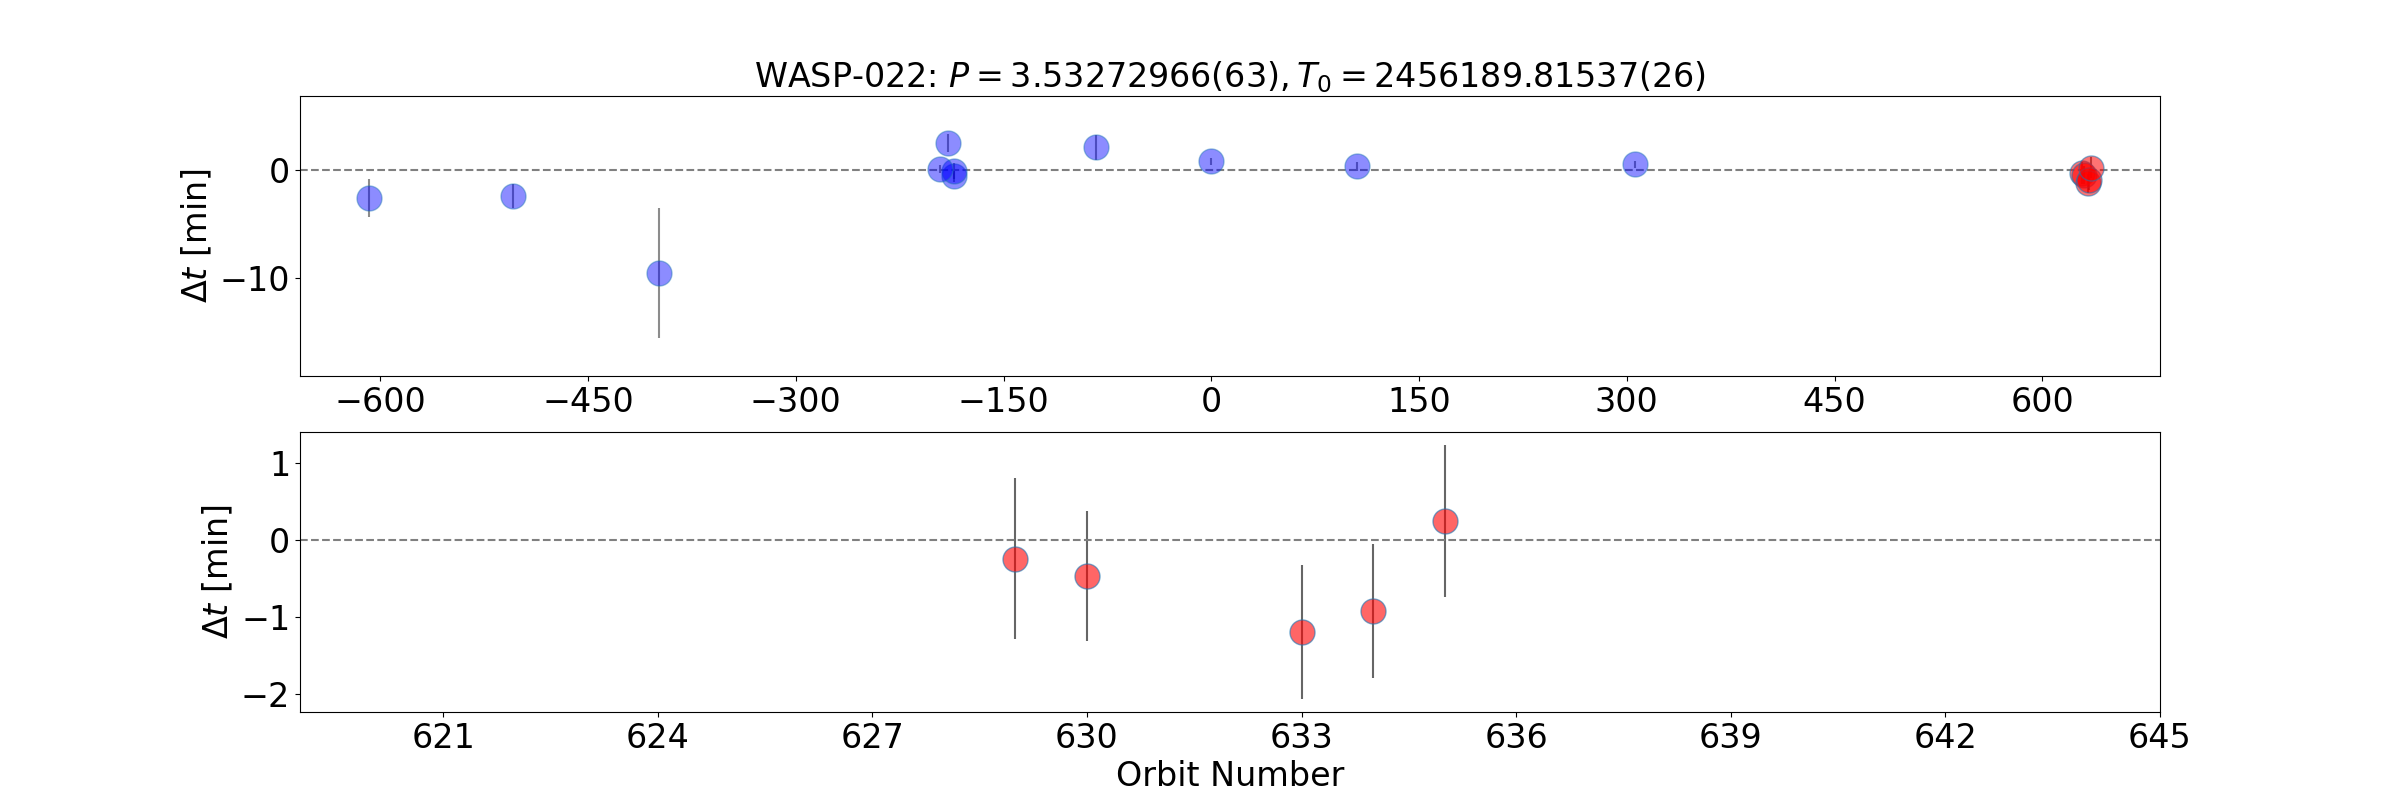 WASP-022: P = 3.53272966(63), T₀ = 2456189.81537(26)
Δt [min]
0
−10
−600 −450 −300 −150 0 150 300 450 600
Δt [min]
1
0
−1
−2
621 624 627 630 633 636 639 642 645
Orbit Number